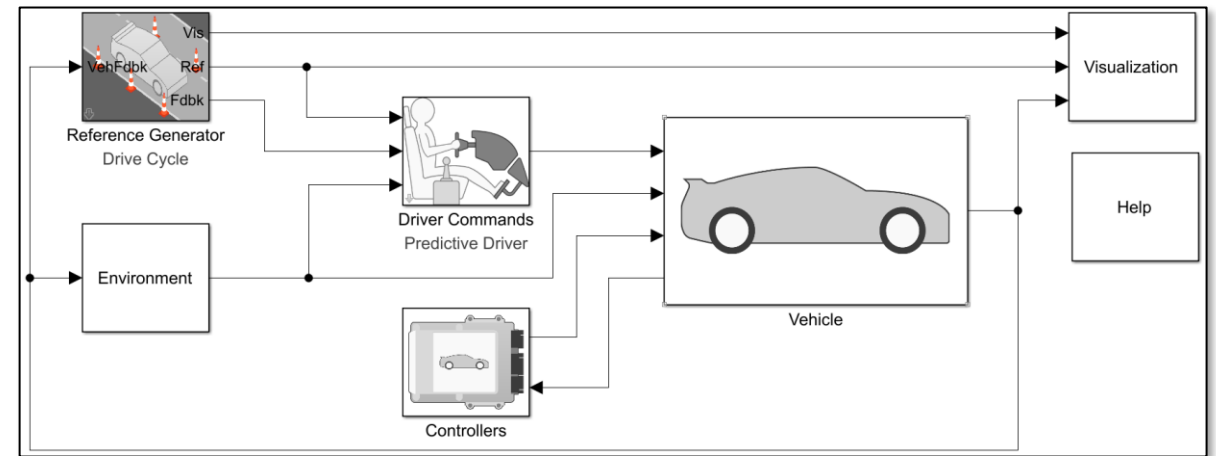 Vis
VehFdbk Ref
Fdbk
Reference Generator
Drive Cycle
Visualization
Driver Commands
Predictive Driver
Help
Environment
Vehicle
Controllers